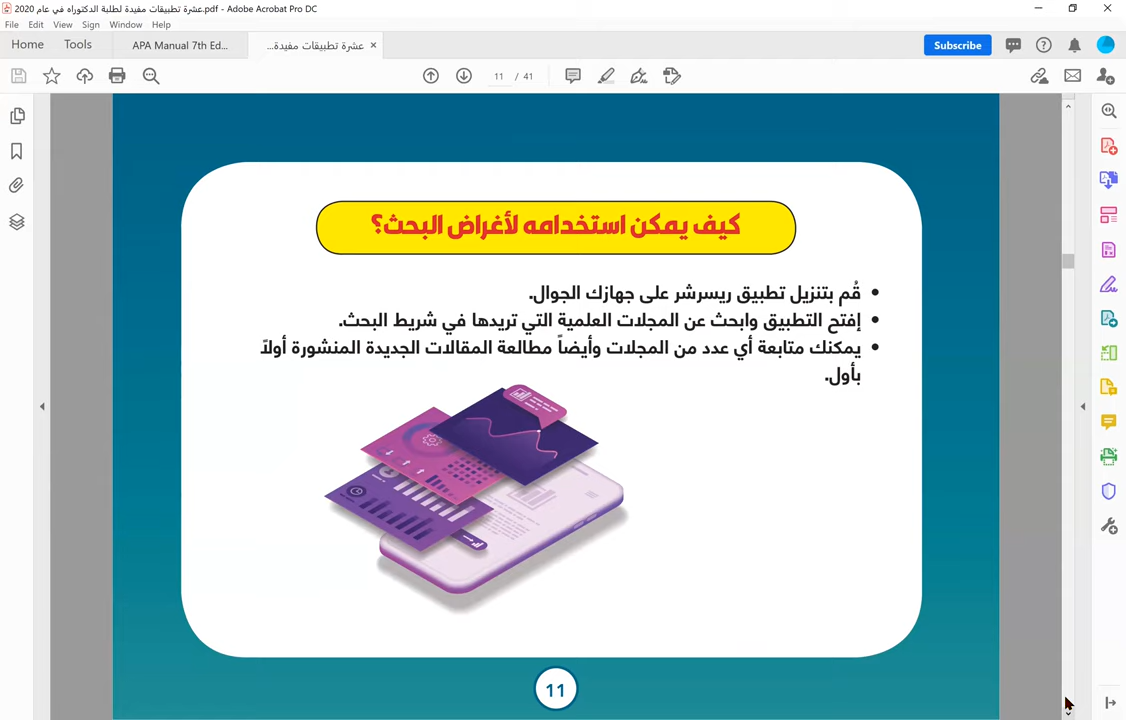 عشرة تطبيقات مفيدة لطلبة الدكتوراه في عام 2020.pdf - Adobe Acrobat Pro DC
File Edit View Sign Window Help
Home Tools APA Manual 7th Ed... عشرة تطبيقات مفيدة... × Subscribe
11 / 41
كيف يمكن استخدامه لأغراض البحث؟
• قُم بتنزيل تطبيق ريسرشر على جهازك الجوال.
• إفتح التطبيق وابحث عن المجلات العلمية التي تريدها في شريط البحث.
• يمكنك متابعة أي عدد من المجلات وأيضاً مطالعة المقالات الجديدة المنشورة أولاً
بأول.
11